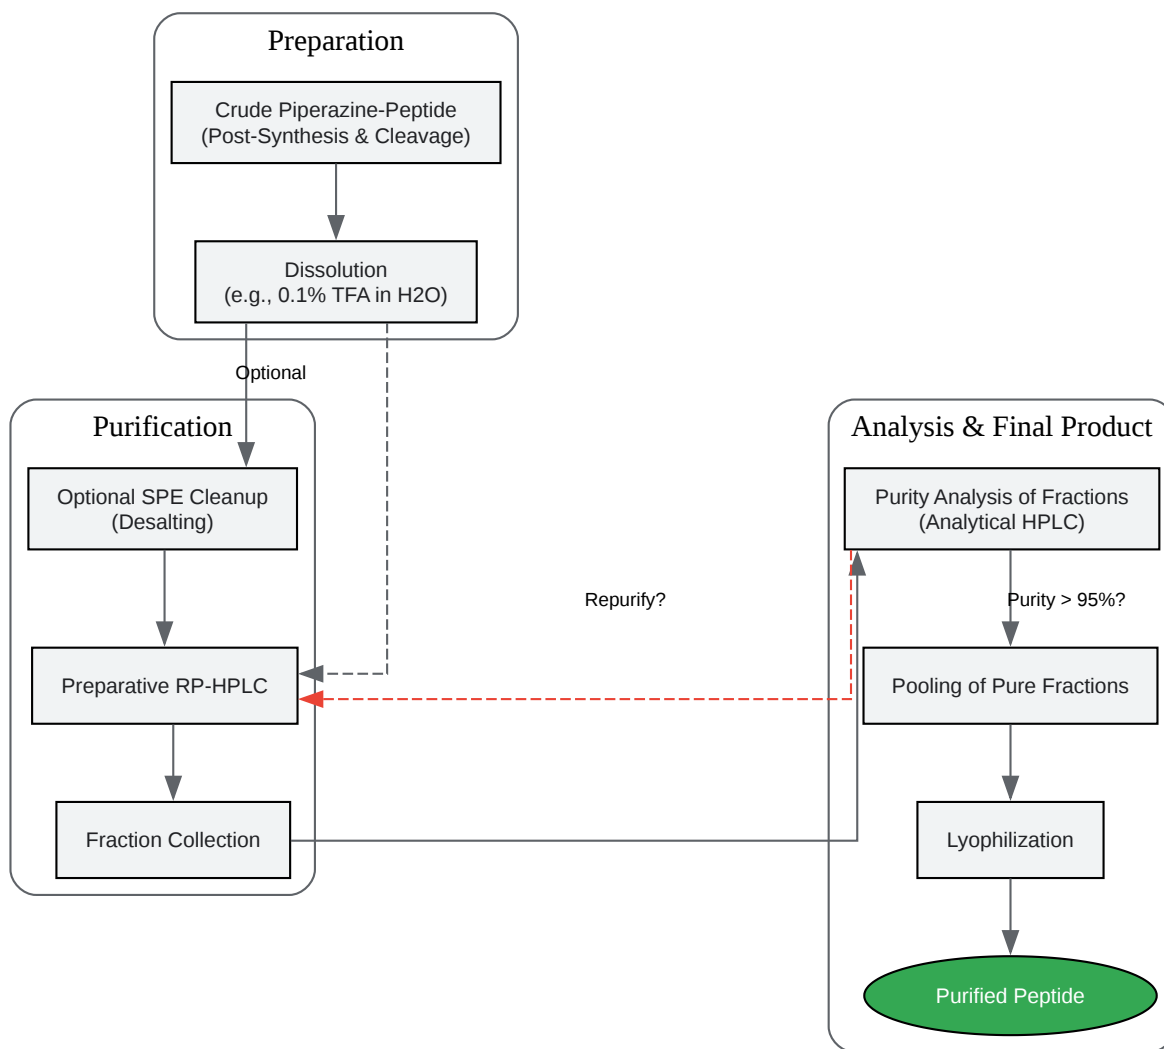 Preparation
Crude Piperazine-Peptide
(Post-Synthesis & Cleavage)
Dissolution
(e.g., 0.1% TFA in H2O)
Optional
Purification
Optional SPE Cleanup
(Desalting)
Preparative RP-HPLC
Fraction Collection
Repurify?
Analysis & Final Product
Purity Analysis of Fractions
(Analytical HPLC)
Purity > 95%?
Pooling of Pure Fractions
Lyophilization
Purified Peptide